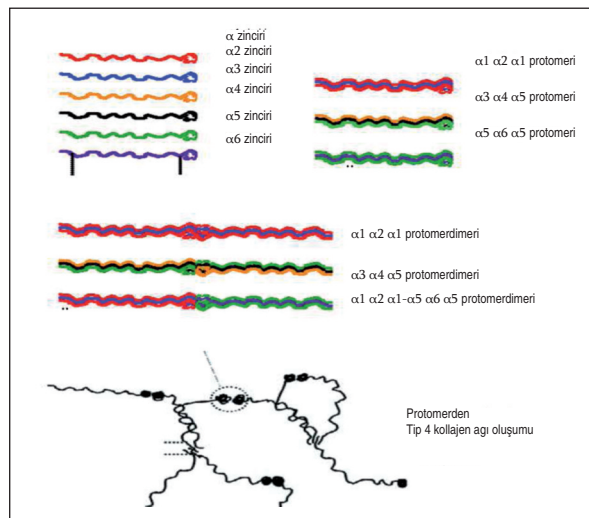 α zinciri
α2 zinciri
α3 zinciri
α4 zinciri
α5 zinciri
α6 zinciri
α1 α2 α1 protomeri
α3 α4 α5 protomeri
α5 α6 α5 protomeri
α1 α2 α1 protomerdimeri
α3 α4 α5 protomerdimeri
α1 α2 α1-α5 α6 α5 protomerdimeri
Protomerden
Tip 4 kollajen agı oluşumu